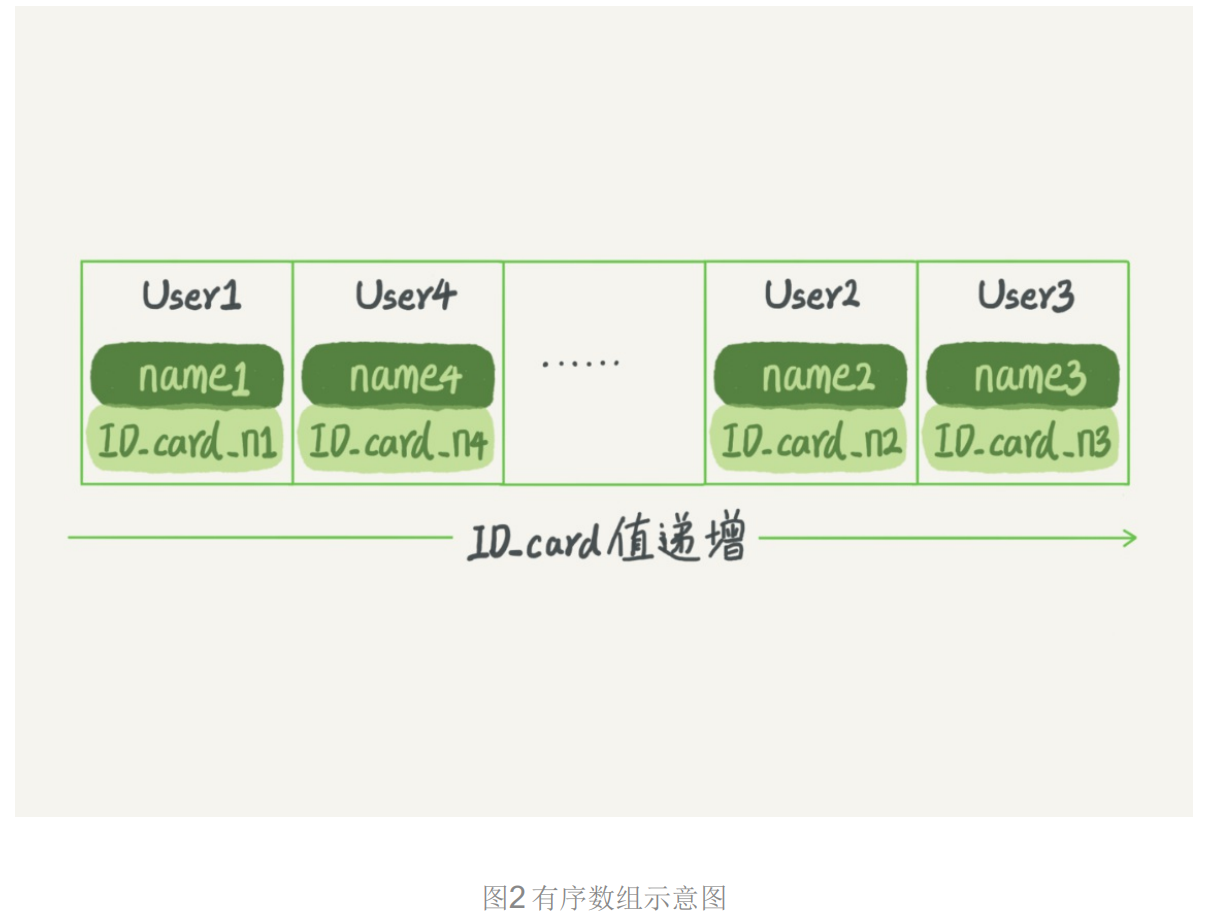 User1 User4 User2 User3
name1 name4 ...... name2 name3
ID_card_n1 ID_card_n4 ID_card_n2 ID_card_n3
ID_card值递增
图2 有序数组示意图